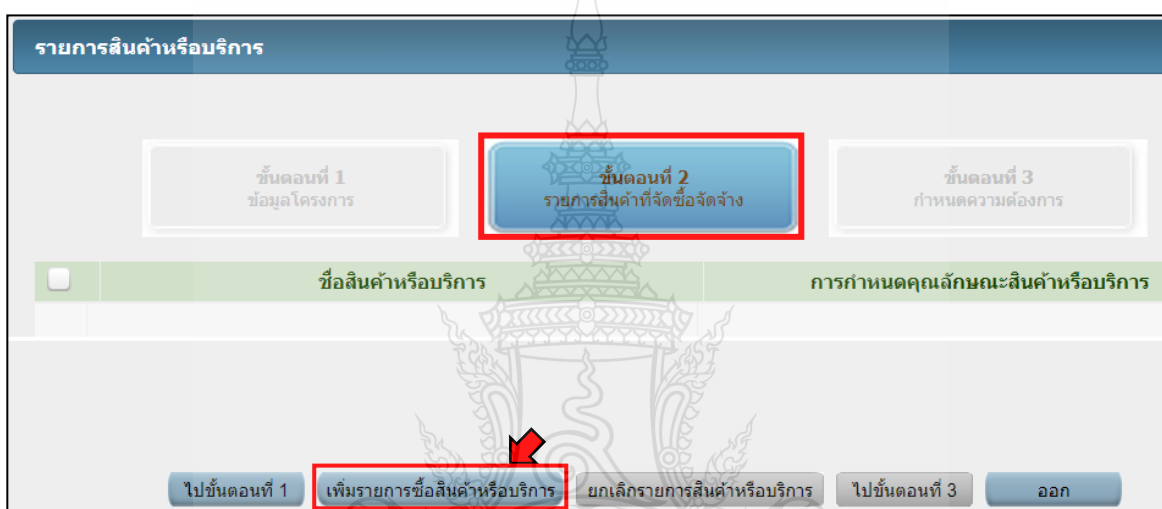 รายการสินค้าหรือบริการ
ขั้นตอนที่ 1
ข้อมูลโครงการ
ขั้นตอนที่ 2
รายการสินค้าที่จัดซื้อจัดจ้าง
ขั้นตอนที่ 3
กำหนดความต้องการ
ชื่อสินค้าหรือบริการ
การกำหนดคุณลักษณะสินค้าหรือบริการ
ไปขั้นตอนที่ 1
เพิ่มรายการซื้อสินค้าหรือบริการ
ยกเลิกรายการสินค้าหรือบริการ
ไปขั้นตอนที่ 3
ออก